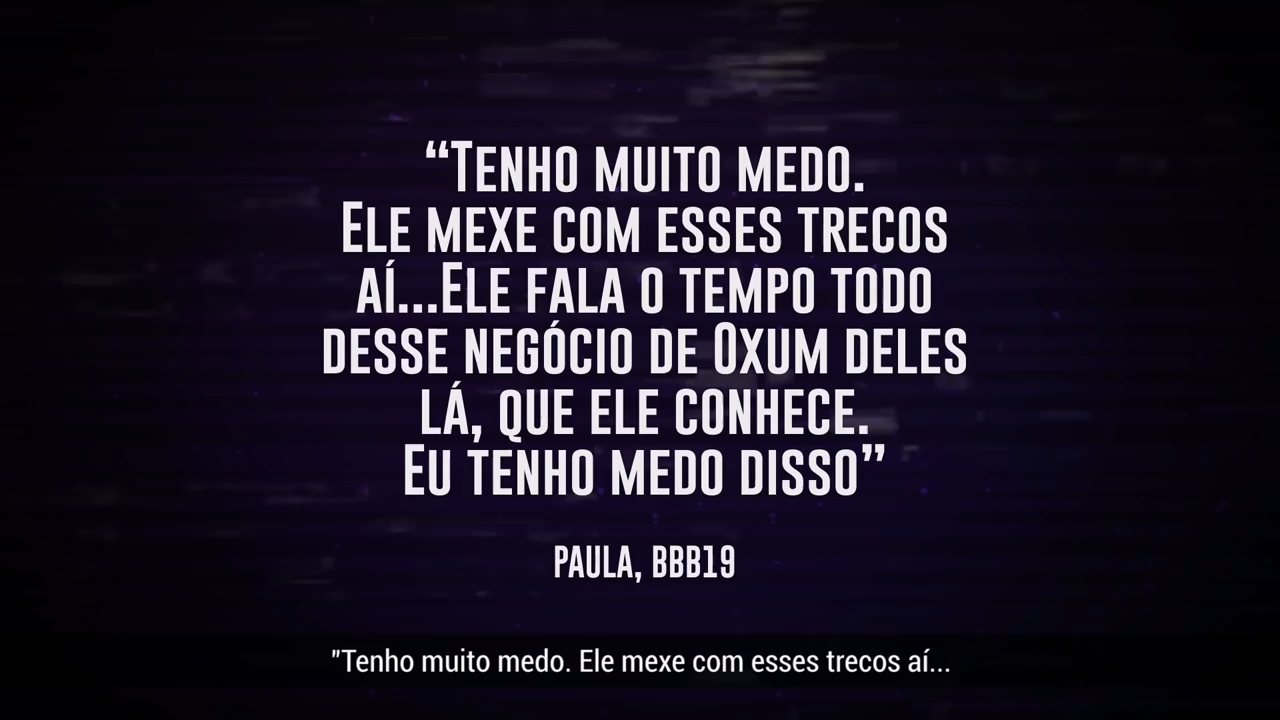 “Tenho muito medo.
Ele mexe com esses trecos
aí...Ele fala o tempo todo
desse negócio de Oxum deles
lá, que ele conhece.
Eu tenho medo disso”
PAULA, BBB19
"Tenho muito medo. Ele mexe com esses trecos aí...